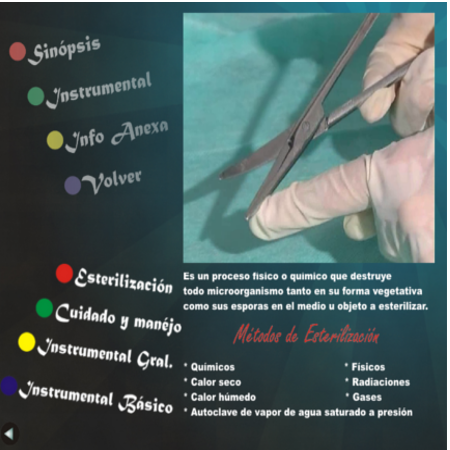 Sinópsis
Instrumental
Info Anexa
Volver
Esterilización
Cuidado y manéjo
Instrumental Gral.
Instrumental Básico
Es un proceso físico o químico que destruye
todo microorganismo tanto en su forma vegetativa
como sus esporas en el medio u objeto a esterilizar.
Métodos de Esterilización
* Químicos
* Físicos
* Calor seco
* Radiaciones
* Calor húmedo
* Gases
* Autoclave de vapor de agua saturado a presión